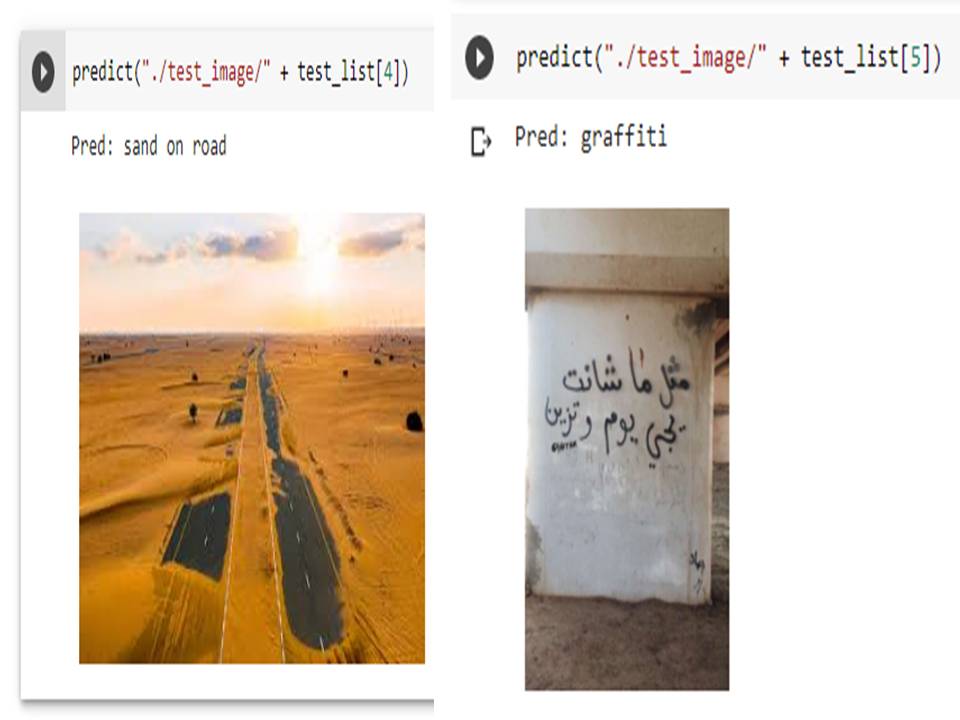 predict("./test_image/" + test_list[4])
Pred: sand on road
predict("./test_image/" + test_list[5])
Pred: graffiti
مثل ما شانت
يجي يوم وتزين